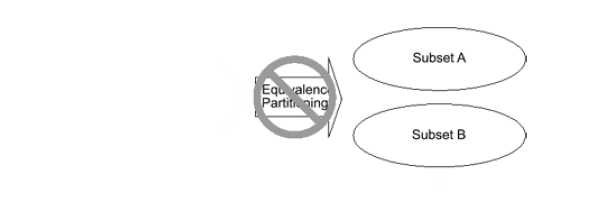 Equivalence
Partitioning
Subset A
Subset B